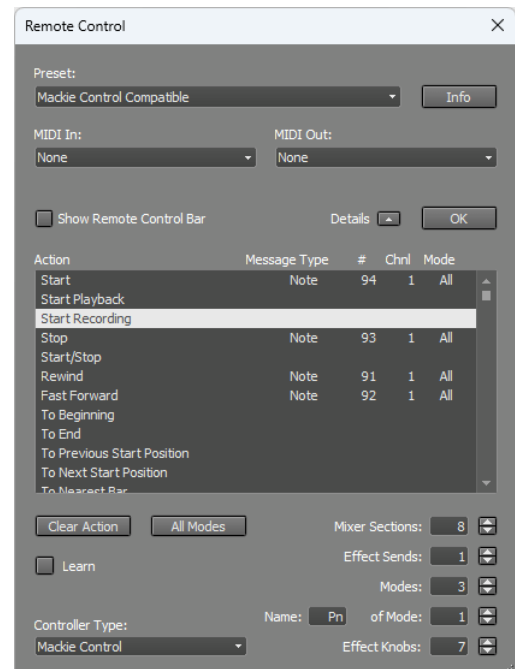 Remote Control
Preset:
Mackie Control Compatible
Info
MIDI In:
MIDI Out:
None
None
Show Remote Control Bar
Details
OK
Action Message Type # Chnl Mode
Start Note 94 1 All
Start Playback
Start Recording
Stop Note 93 1 All
Start/Stop
Rewind Note 91 1 All
Fast Forward Note 92 1 All
To Beginning
To End
To Previous Start Position
To Next Start Position
To Nearest Bar
Clear Action
All Modes
Mixer Sections: 8
Learn
Effect Sends: 1
Modes: 3
Name: Pn of Mode: 1
Controller Type:
Mackie Control
Effect Knobs: 7